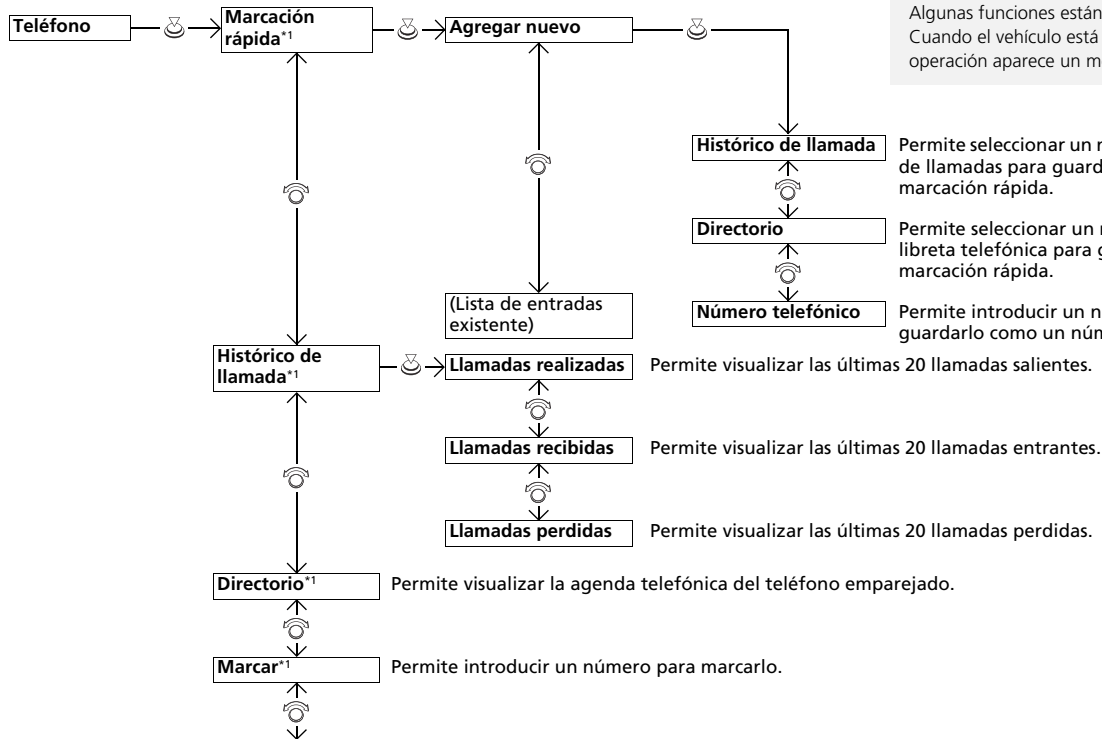 Algunas funciones están
Cuando el vehículo está
operación aparece un
Teléfono
Marcación
rápida*1
Agregar nuevo
Histórico de llamada
Permite seleccionar un
de llamadas para
marcación rápida.
Directorio
Permite seleccionar un
libreta telefónica para
marcación rápida.
(Lista de entradas
existente)
Número telefónico
Permite introducir un
guardarlo como un
Histórico de
llamada*1
Llamadas realizadas
Permite visualizar las últimas 20 llamadas salientes.
Llamadas recibidas
Permite visualizar las últimas 20 llamadas entrantes.
Llamadas perdidas
Permite visualizar las últimas 20 llamadas perdidas.
Directorio*1
Permite visualizar la agenda telefónica del teléfono emparejado.
Marcar*1
Permite introducir un número para marcarlo.